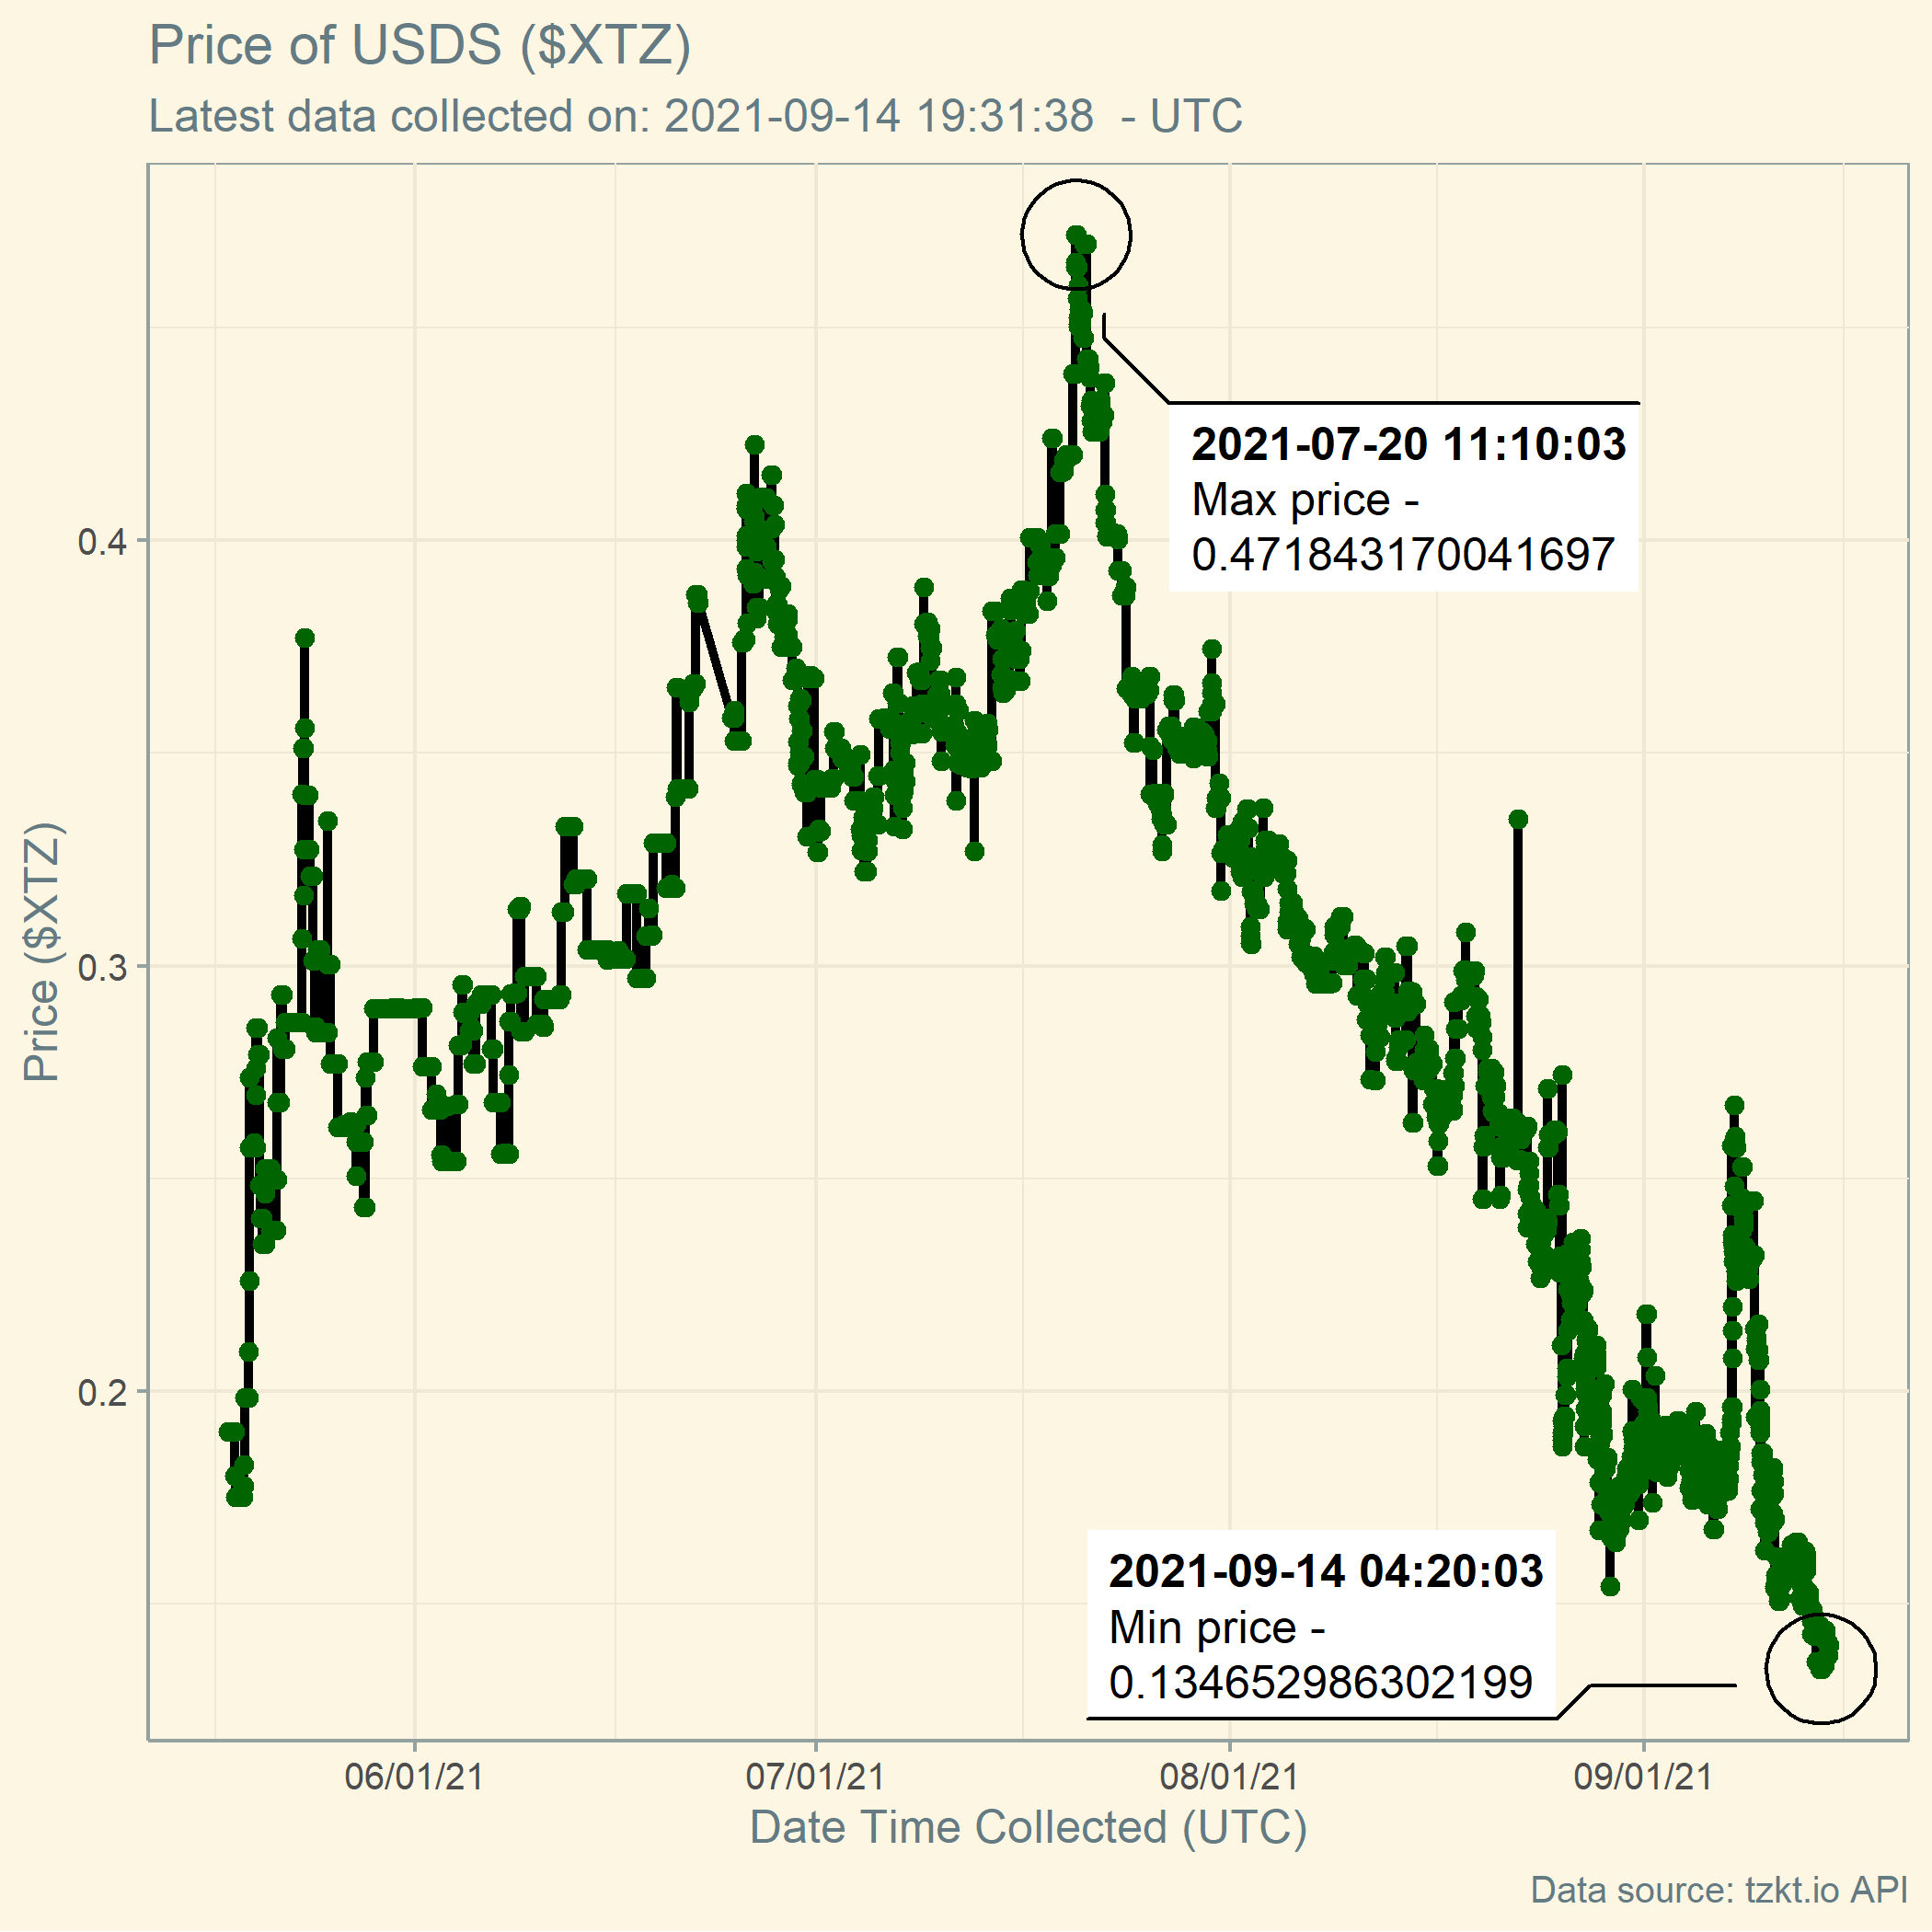 Price of USDS ($XTZ)
Latest data collected on: 2021-09-14 19:31:38  - UTC
Price ($XTZ)
0.4
0.3
0.2
2021-07-20 11:10:03
Max price -
0.471843170041697
2021-09-14 04:20:03
Min price -
0.134652986302199
06/01/21
07/01/21
08/01/21
09/01/21
Date Time Collected (UTC)
Data source: tzkt.io API